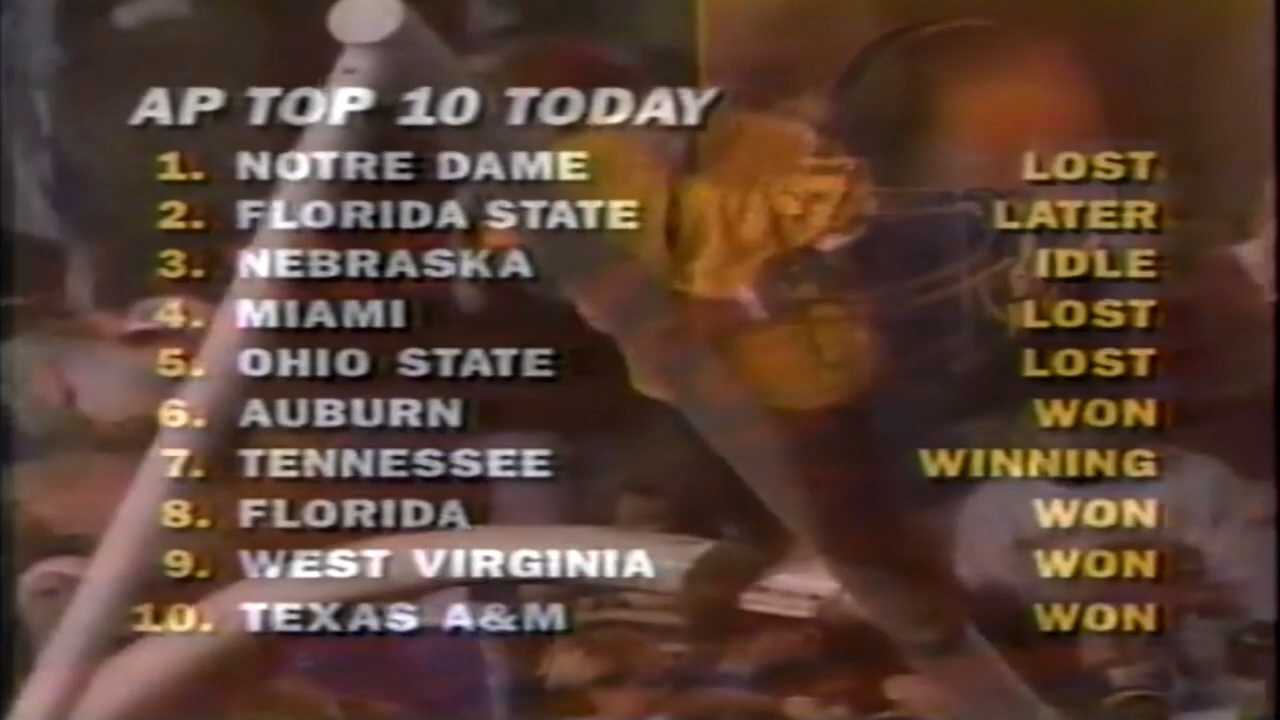 AP TOP 10 TODAY
1. NOTRE DAME LOST
2. FLORIDA STATE LATER
3. NEBRASKA IDLE
4. MIAMI LOST
5. OHIO STATE LOST
6. AUBURN WON
7. TENNESSEE WINNING
8. FLORIDA WON
9. WEST VIRGINIA WON
10. TEXAS A&M WON